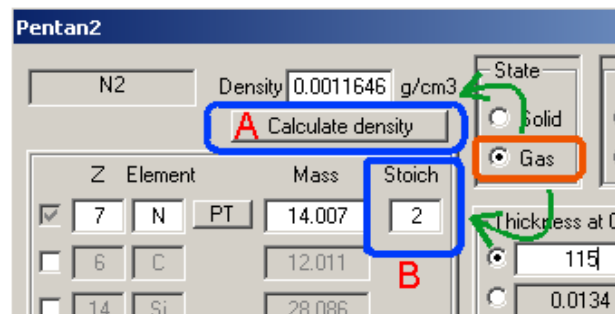 Pentan2
N2 Density 0.0011646 g/cm3
A Calculate density
State
Solid
Gas
Z Element Mass Stoich
7 N PT 14.007 2
6 C 12.011
B
14 Si 28.086
Thickness at 0
115
0.0134